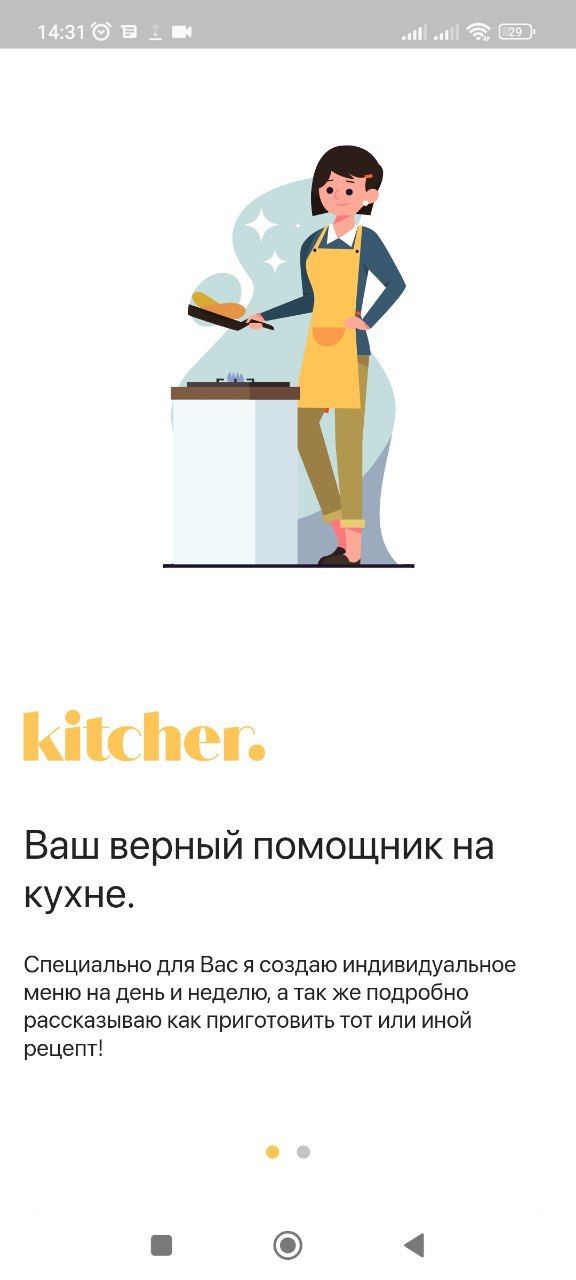 14:31
29
kitcher.
Ваш верный помощник на
кухне.
Специально для Вас я создаю индивидуальное
меню на день и неделю, а так же подробно
рассказываю как приготовить тот или иной
рецепт!